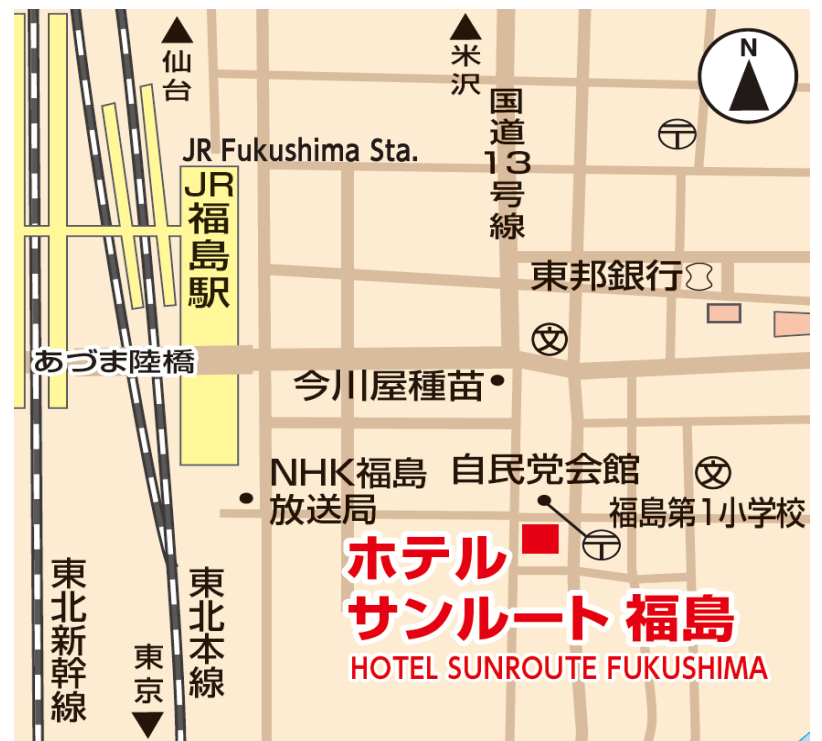 仙台
米沢
N
国道13号線
〒
JR Fukushima Sta.
JR福島駅
東邦銀行
文
あづま陸橋
今川屋種苗
NHK福島
放送局
自民党会館
文
福島第1小学校
〒
ホテル
サンルート 福島
HOTEL SUNROUTE FUKUSHIMA
東北新幹線
東京
東北本線